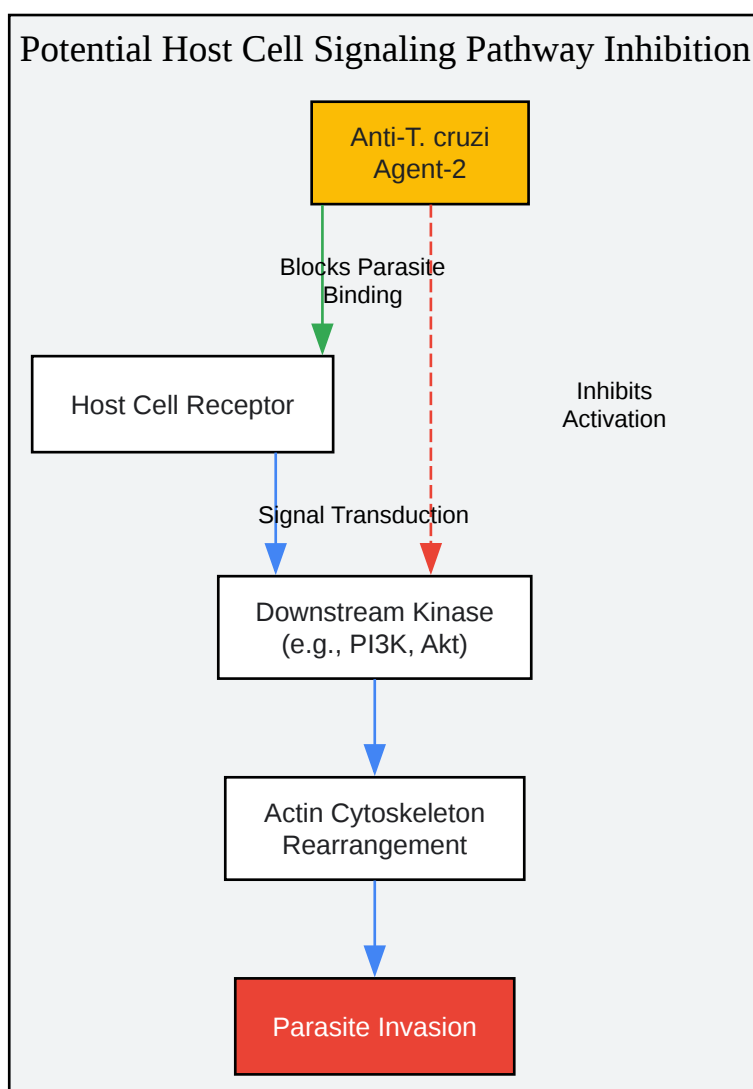 Potential Host Cell Signaling Pathway Inhibition
Anti-T. cruzi
Agent-2
Blocks Parasite
Binding
Host Cell Receptor
Inhibits
Activation
Signal Transduction
Downstream Kinase
(e.g., PI3K, Akt)
Actin Cytoskeleton
Rearrangement
Parasite Invasion